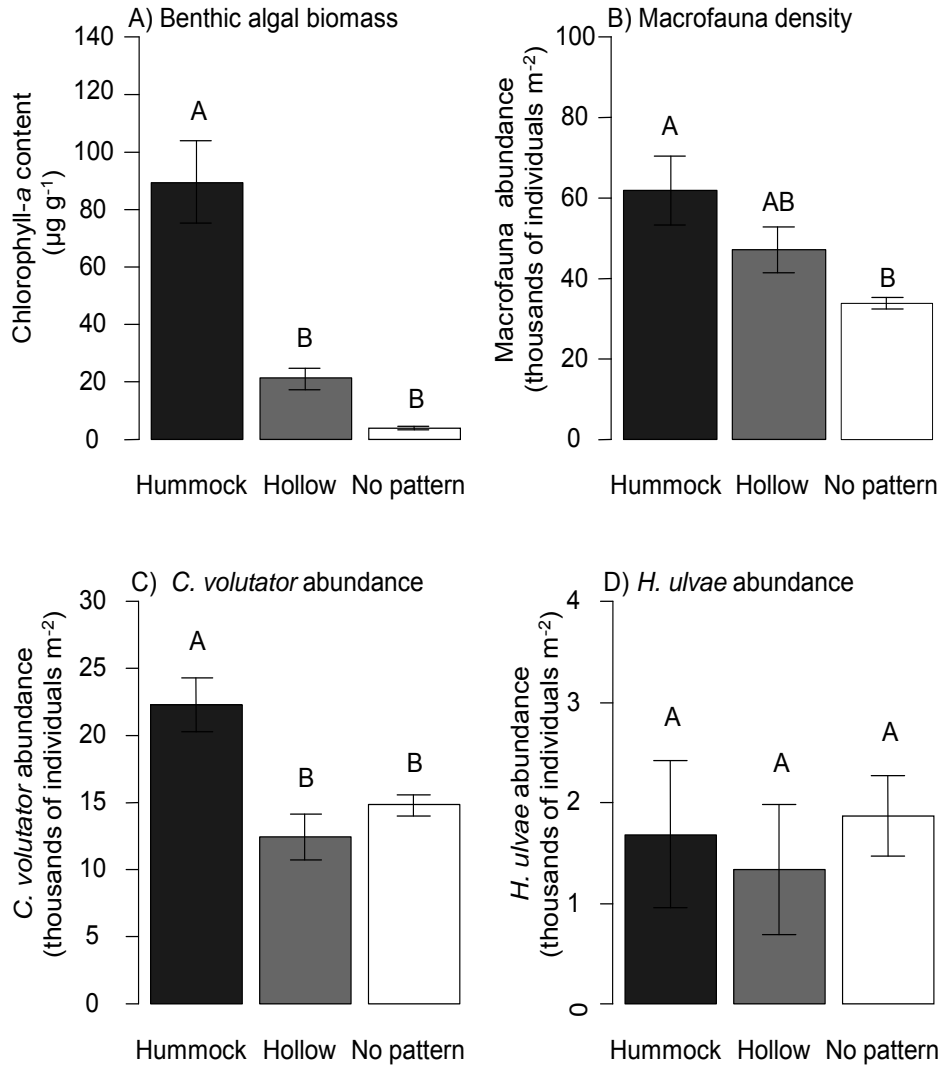 A) Benthic algal biomass
Chlorophyll-a content
(µg g⁻¹)
140
120
100
80
60
40
20
0
A
B
B
Hummock Hollow No pattern
B) Macrofauna density
Macrofauna abundance
(thousands of individuals m⁻²)
100
80
60
40
20
0
A
AB
B
Hummock Hollow No pattern
C) C. volutator abundance
C. volutator abundance
(thousands of individuals m⁻²)
30
25
20
15
10
5
0
A
B
B
Hummock Hollow No pattern
D) H. ulvae abundance
H. ulvae abundance
(thousands of individuals m⁻²)
4
3
2
1
0
A
A
A
Hummock Hollow No pattern